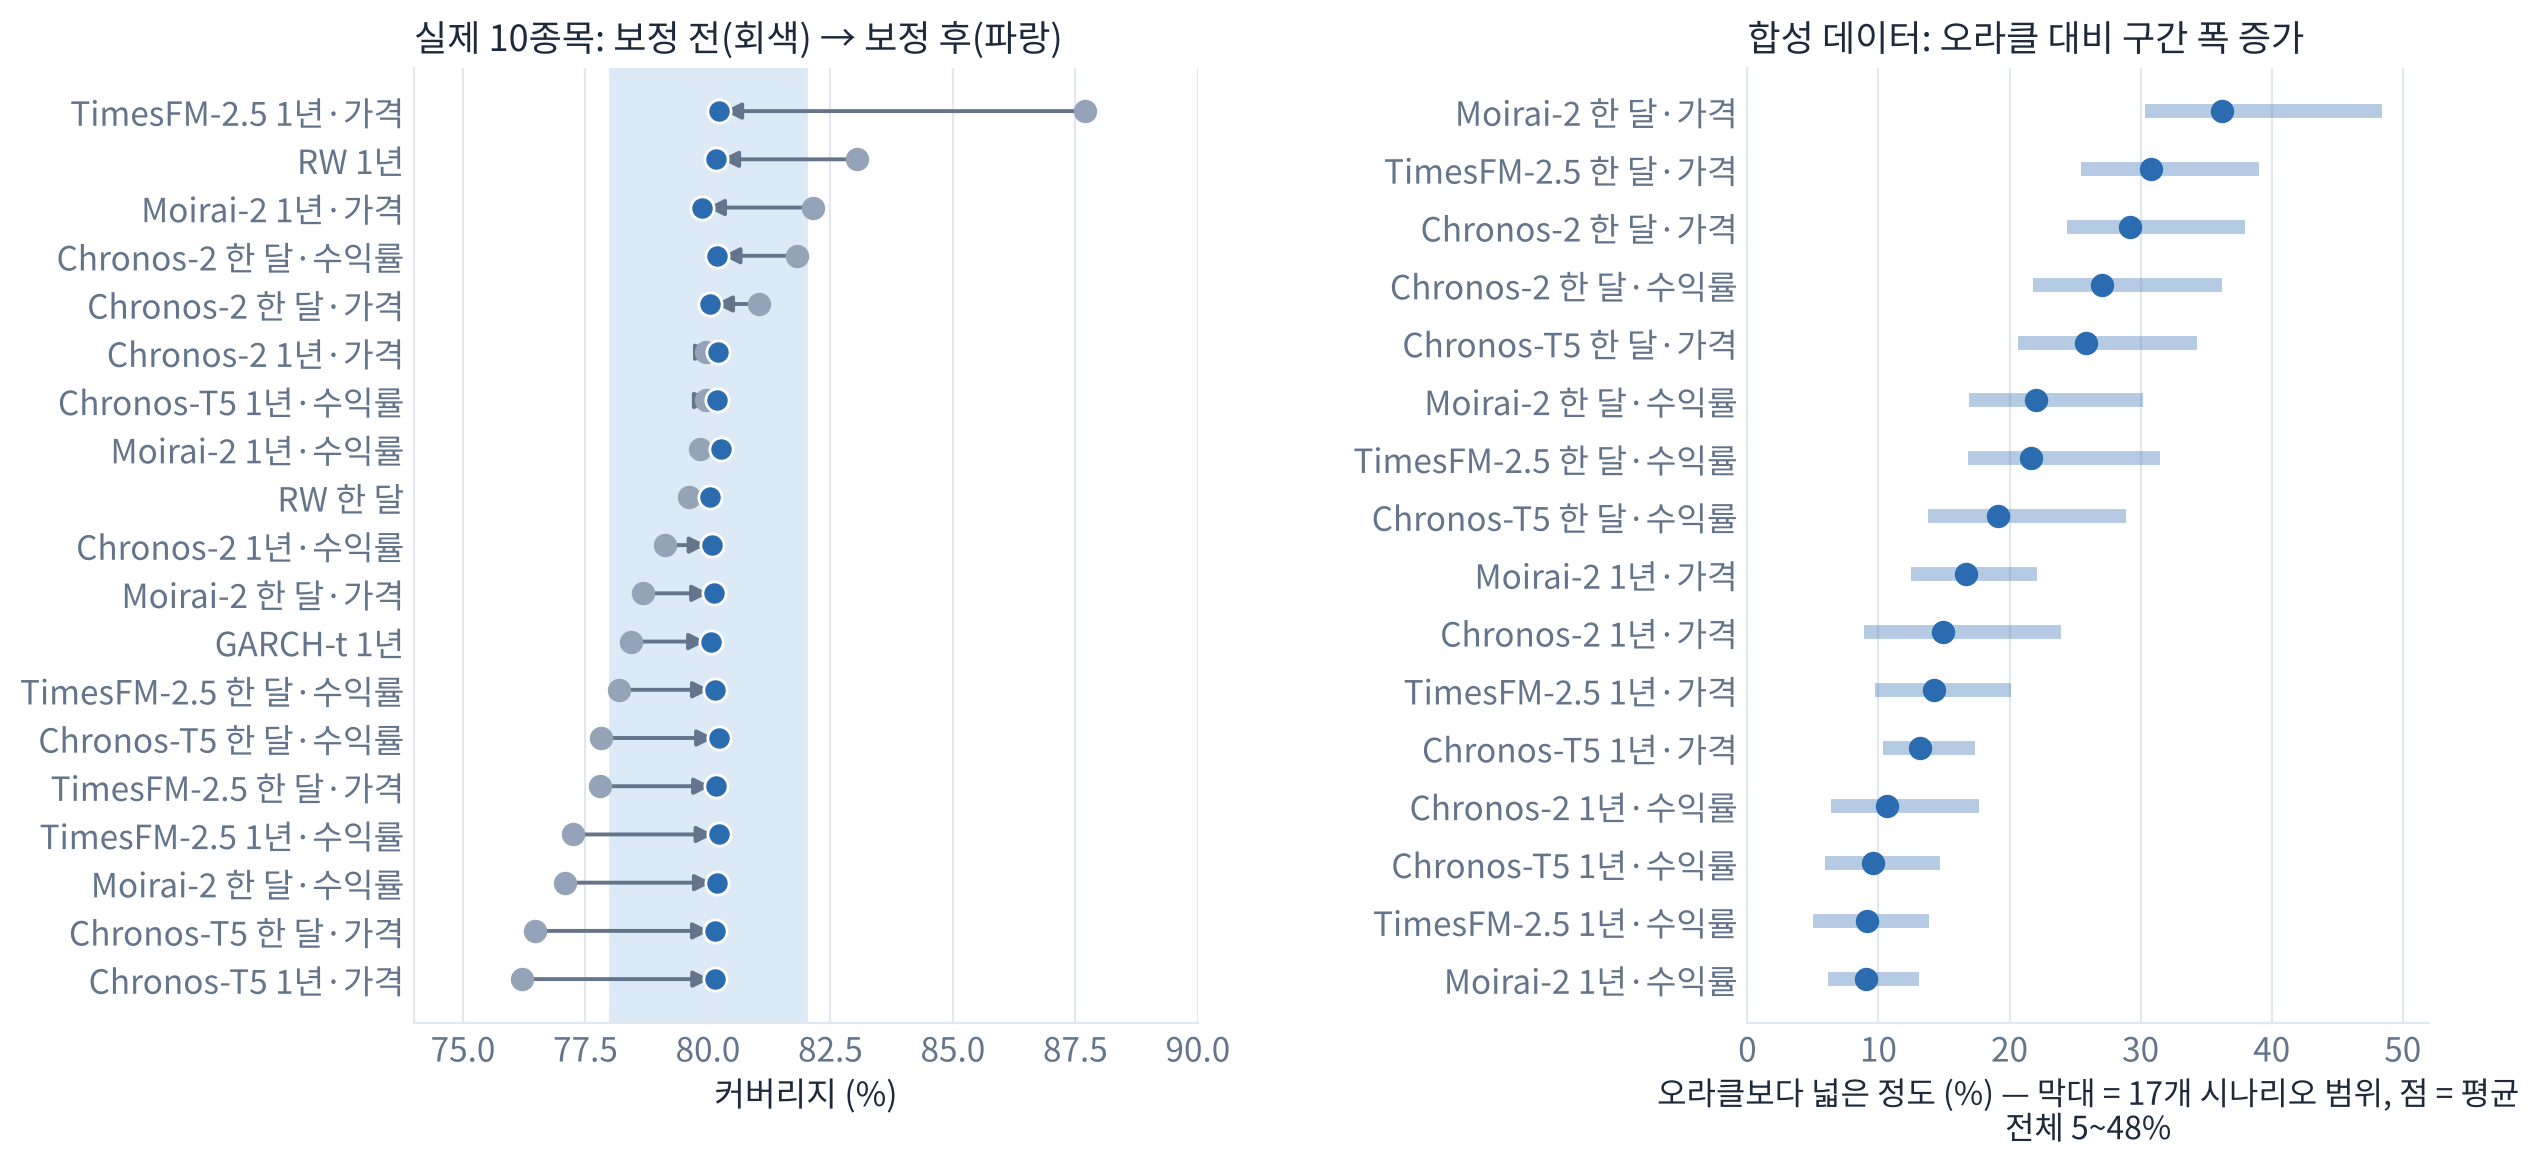 실제 10종목: 보정 전(회색) → 보정 후(파랑)
TimesFM-2.5 1년·가격
RW 1년
Moirai-2 1년·가격
Chronos-2 한 달·수익률
Chronos-2 한 달·가격
Chronos-2 1년·가격
Chronos-T5 1년·수익률
Moirai-2 1년·수익률
RW 한 달
Chronos-2 1년·수익률
Moirai-2 한 달·가격
GARCH-t 1년
TimesFM-2.5 한 달·수익률
Chronos-T5 한 달·수익률
TimesFM-2.5 한 달·가격
TimesFM-2.5 1년·수익률
Moirai-2 한 달·수익률
Chronos-T5 한 달·가격
Chronos-T5 1년·가격
75.0 77.5 80.0 82.5 85.0 87.5 90.0
커버리지 (%)
합성 데이터: 오라클 대비 구간 폭 증가
Moirai-2 한 달·가격
TimesFM-2.5 한 달·가격
Chronos-2 한 달·가격
Chronos-2 한 달·수익률
Chronos-T5 한 달·가격
Moirai-2 한 달·수익률
TimesFM-2.5 한 달·수익률
Chronos-T5 한 달·수익률
Moirai-2 1년·가격
Chronos-2 1년·가격
TimesFM-2.5 1년·가격
Chronos-T5 1년·가격
Chronos-2 1년·수익률
Chronos-T5 1년·수익률
TimesFM-2.5 1년·수익률
Moirai-2 1년·수익률
0 10 20 30 40 50
오라클보다 넓은 정도 (%) — 막대 = 17개 시나리오 범위, 점 = 평균
전체 5~48%